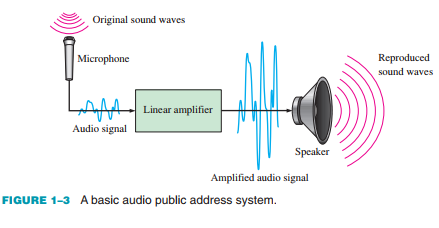 Original sound waves
Microphone
Reproduced
sound waves
Linear amplifier
Audio signal
Speaker
Amplified audio signal
FIGURE 1–3 A basic audio public address system.